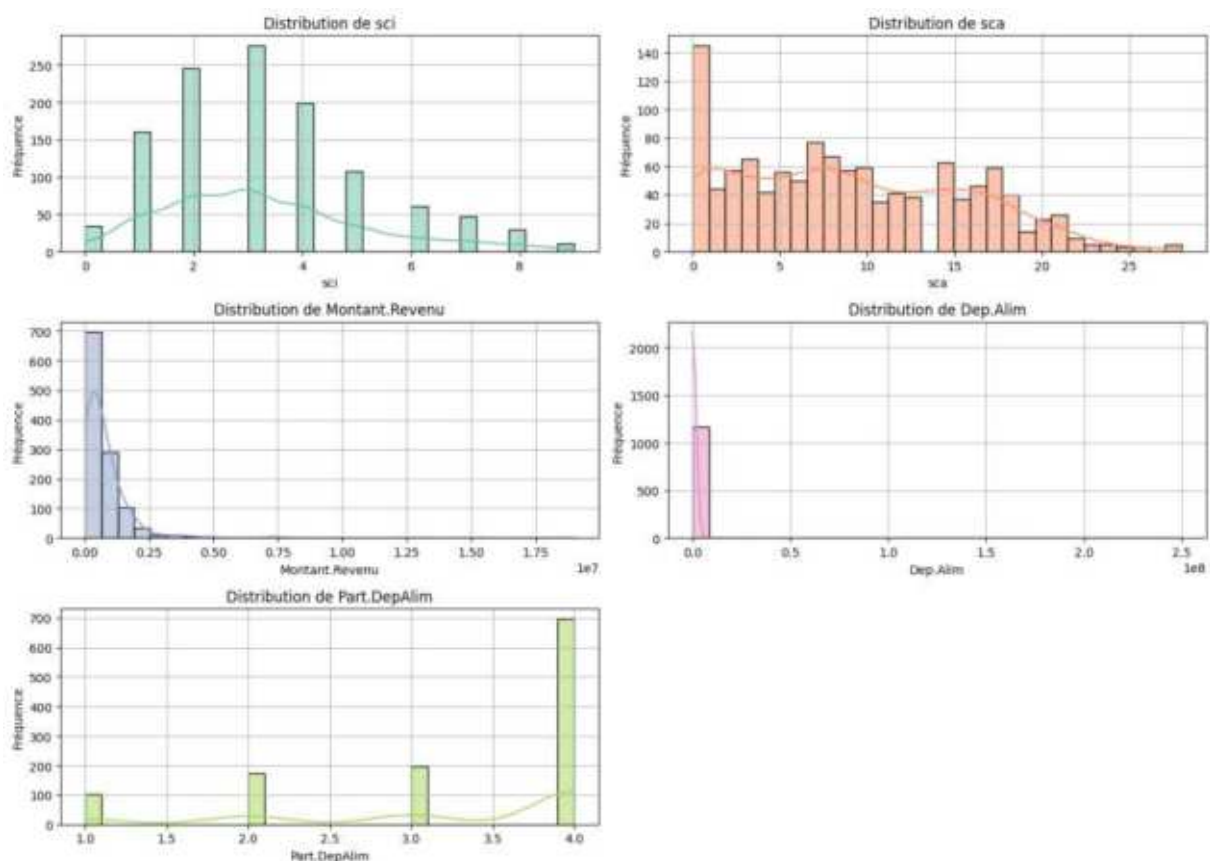 Distribution de sci
Fréquence
250
200
150
100
50
0
0 2 4 6 8
sci
Distribution de sca
Fréquence
140
120
100
80
60
40
20
0
0 5 10 15 20 25
sca
Distribution de Montant.Revenu
Fréquence
700
600
500
400
300
200
100
0
0.00 0.25 0.50 0.75 1.00 1.25 1.50 1.75
1e7
Montant.Revenu
Distribution de Dep.Alim
Fréquence
2000
1500
1000
500
0
0.0 0.5 1.0 1.5 2.0 2.5
1e8
Dep.Alim
Distribution de Part.DepAlim
Fréquence
700
600
500
400
300
200
100
0
1.0 1.5 2.0 2.5 3.0 3.5 4.0
Part.DepAlim